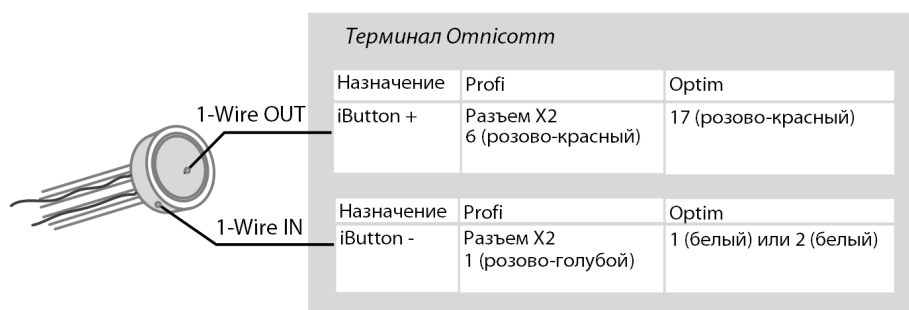 Терминал Omnicomm
Назначение Profi Optim
1-Wire OUT
iButton + Разъем X2 17 (розово-красный)
6 (розово-красный)
Назначение Profi Optim
1-Wire IN
iButton - Разъем X2 1 (белый) или 2 (белый)
1 (розово-голубой)